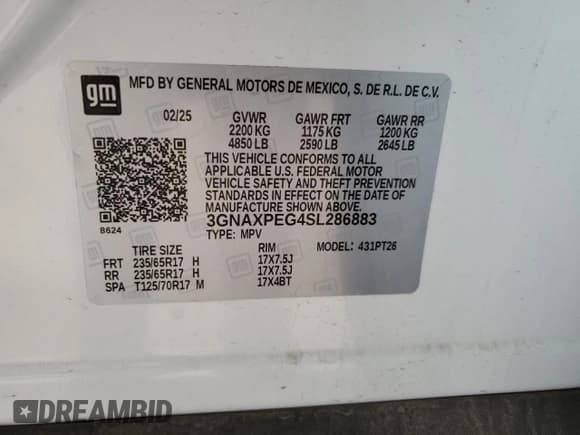 gm
MFD BY GENERAL MOTORS DE MEXICO, S. DE R.L. DE C.V.
02/25 GVWR GAWR FRT GAWR RR
2200 KG 1175 KG 1200 KG
4850 LB 2590 LB 2645 LB
THIS VEHICLE CONFORMS TO ALL
APPLICABLE U.S. FEDERAL MOTOR
VEHICLE SAFETY AND THEFT PREVENTION
STANDARDS IN EFFECT ON THE DATE OF
MANUFACTURE SHOWN ABOVE.
3GNAXPEG4SL286883
B624 TYPE: MPV
TIRE SIZE RIM MODEL: 431PT26
FRT 235/65R17 H 17X7.5J
RR 235/65R17 H 17X7.5J
SPA T125/70R17 M 17X4BT
DREAMBID